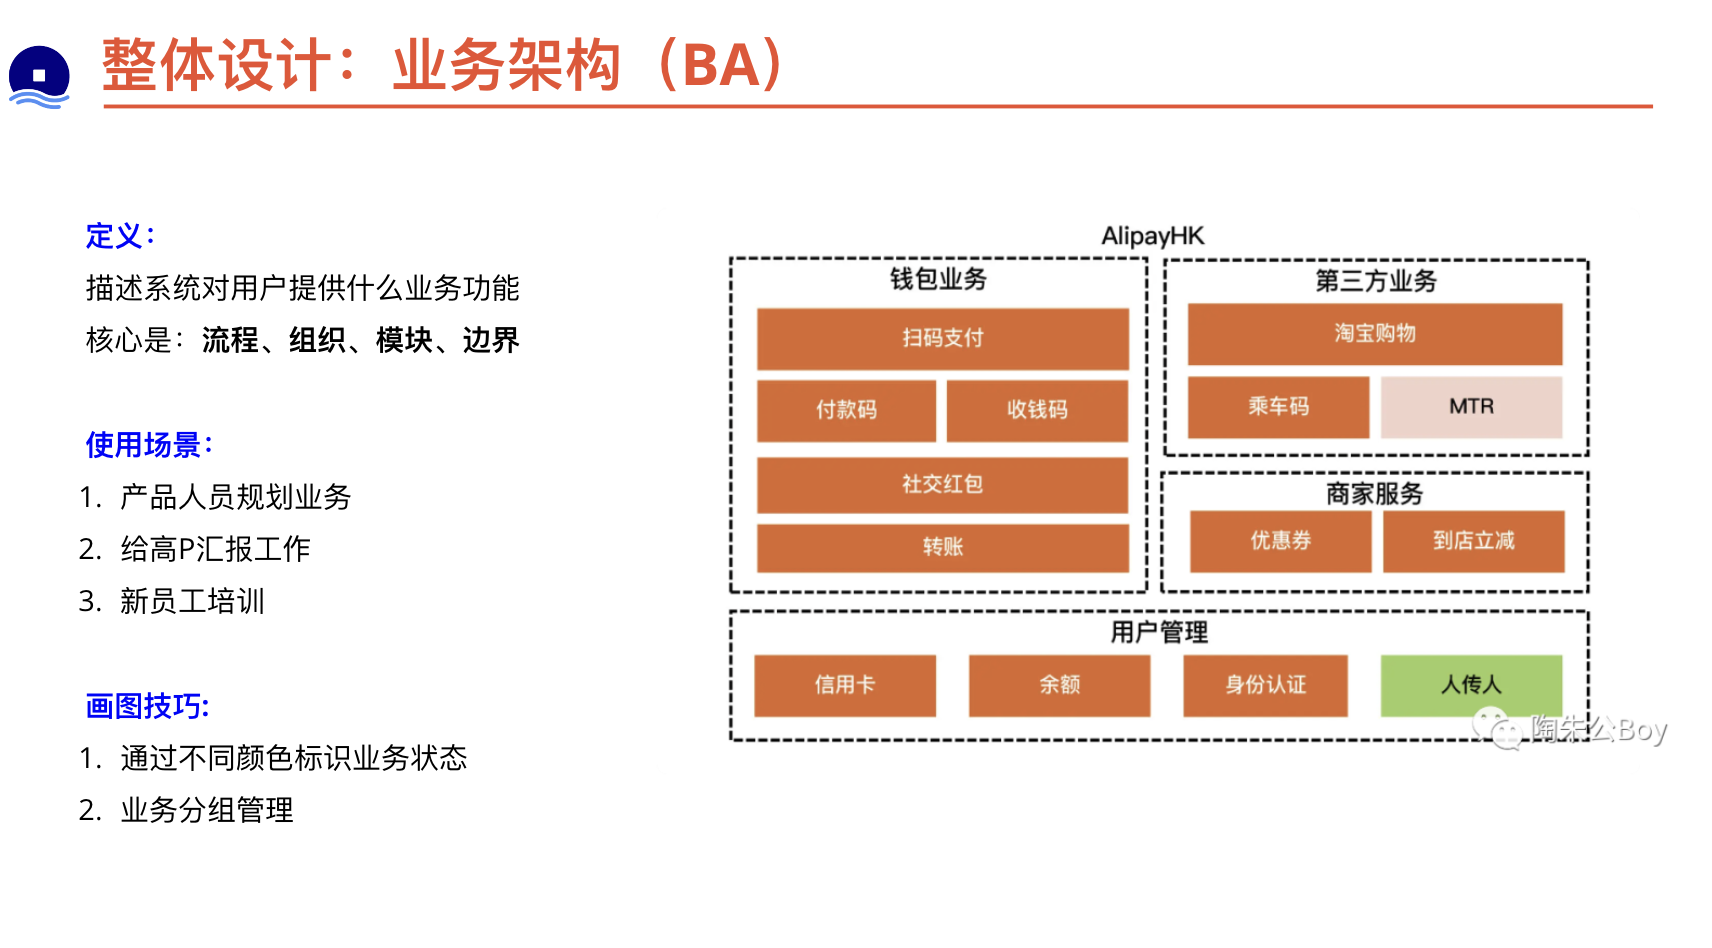 整体设计：业务架构（BA）
定义：
描述系统对用户提供什么业务功能
核心是：流程、组织、模块、边界
使用场景：
1. 产品人员规划业务
2. 给高P汇报工作
3. 新员工培训
画图技巧:
1. 通过不同颜色标识业务状态
2. 业务分组管理
AlipayHK
钱包业务
扫码支付
付款码 收钱码
社交红包
转账
第三方业务
淘宝购物
乘车码 MTR
商家服务
优惠券 到店立减
用户管理
信用卡 余额 身份认证 人传人
陶朱公Boy